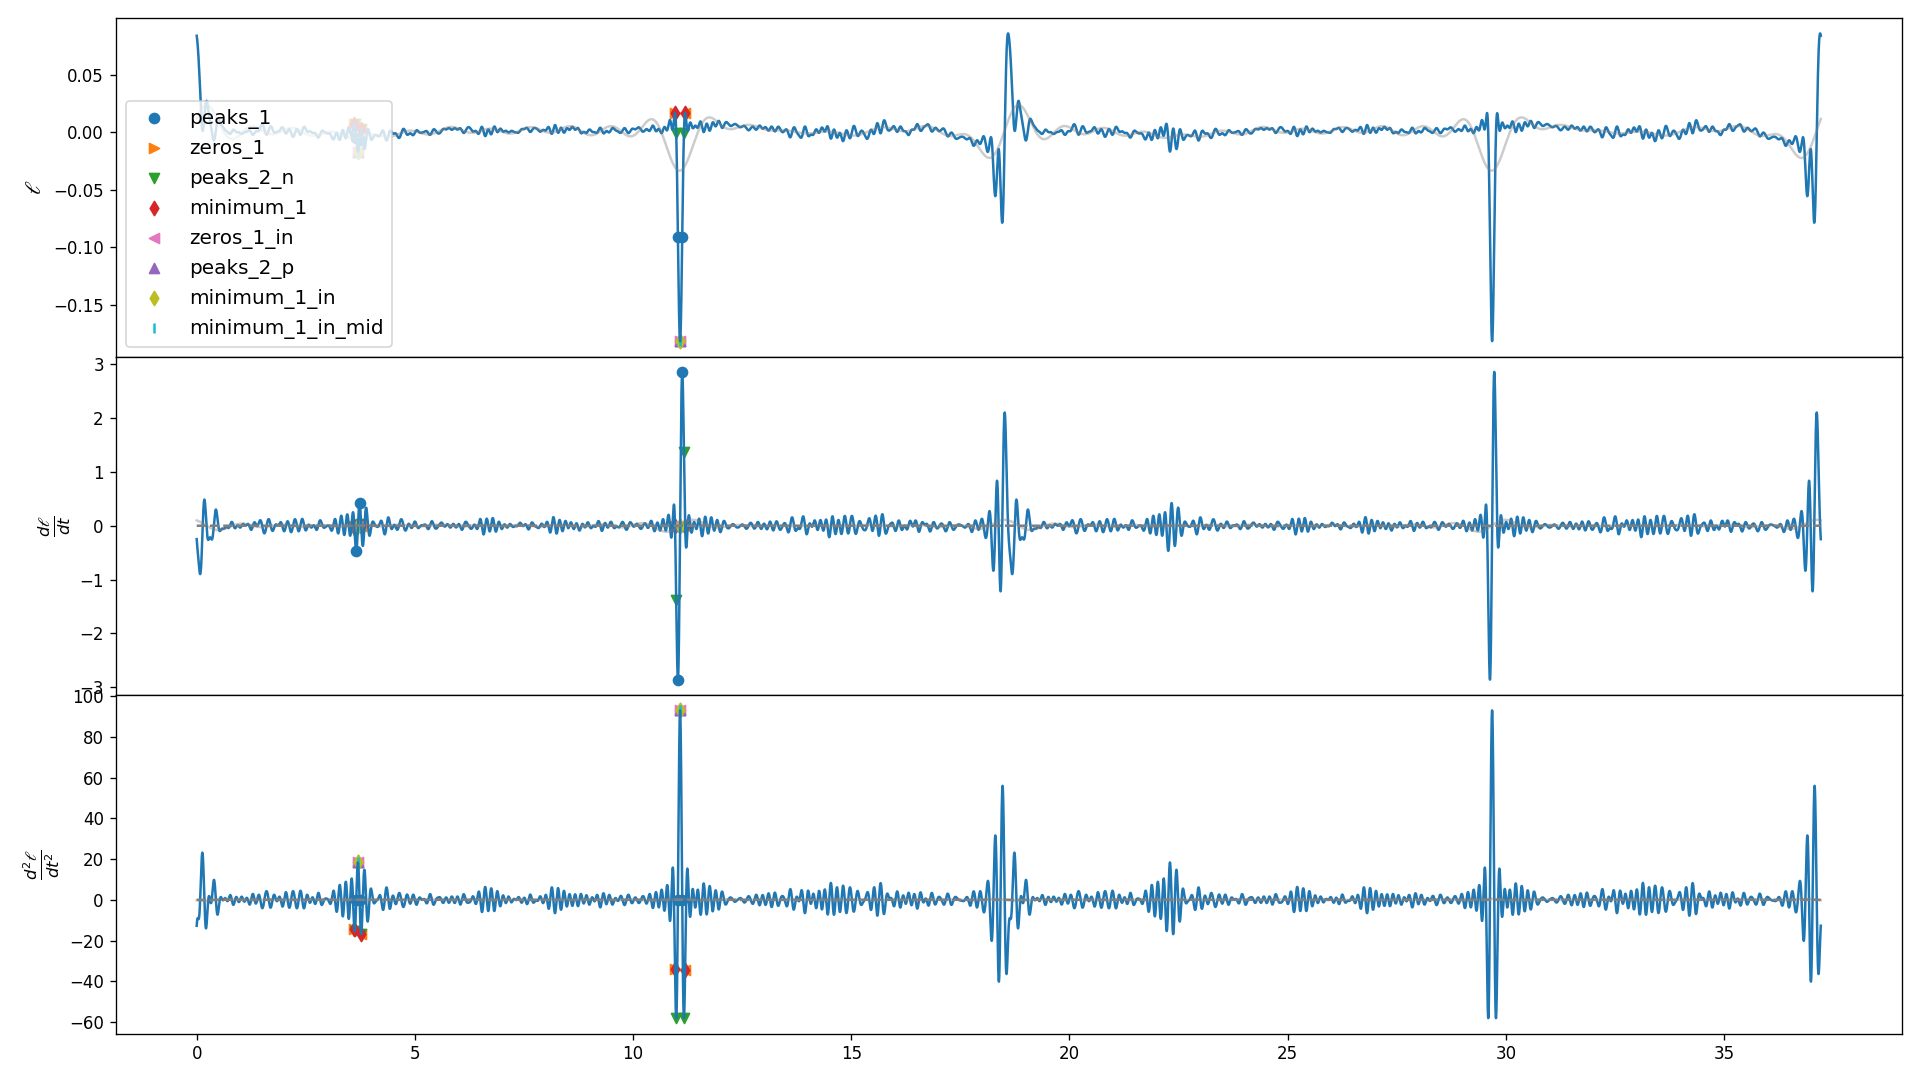 0.05
0.00
−0.05
−0.10
−0.15
ℓ
peaks_1
zeros_1
peaks_2_n
minimum_1
zeros_1_in
peaks_2_p
minimum_1_in
minimum_1_in_mid
3
2
1
0
−1
−2
−3
dℓ
dt
100
80
60
40
20
0
−20
−40
−60
d²ℓ
dt²
0 5 10 15 20 25 30 35